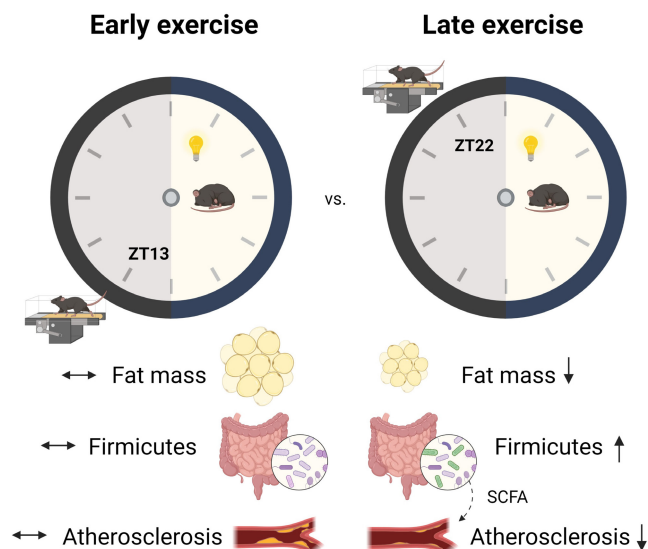 Early exercise
Late exercise
ZT13
vs.
ZT22
Fat mass
Fat mass
Firmicutes
Firmicutes
SCFA
Atherosclerosis
Atherosclerosis